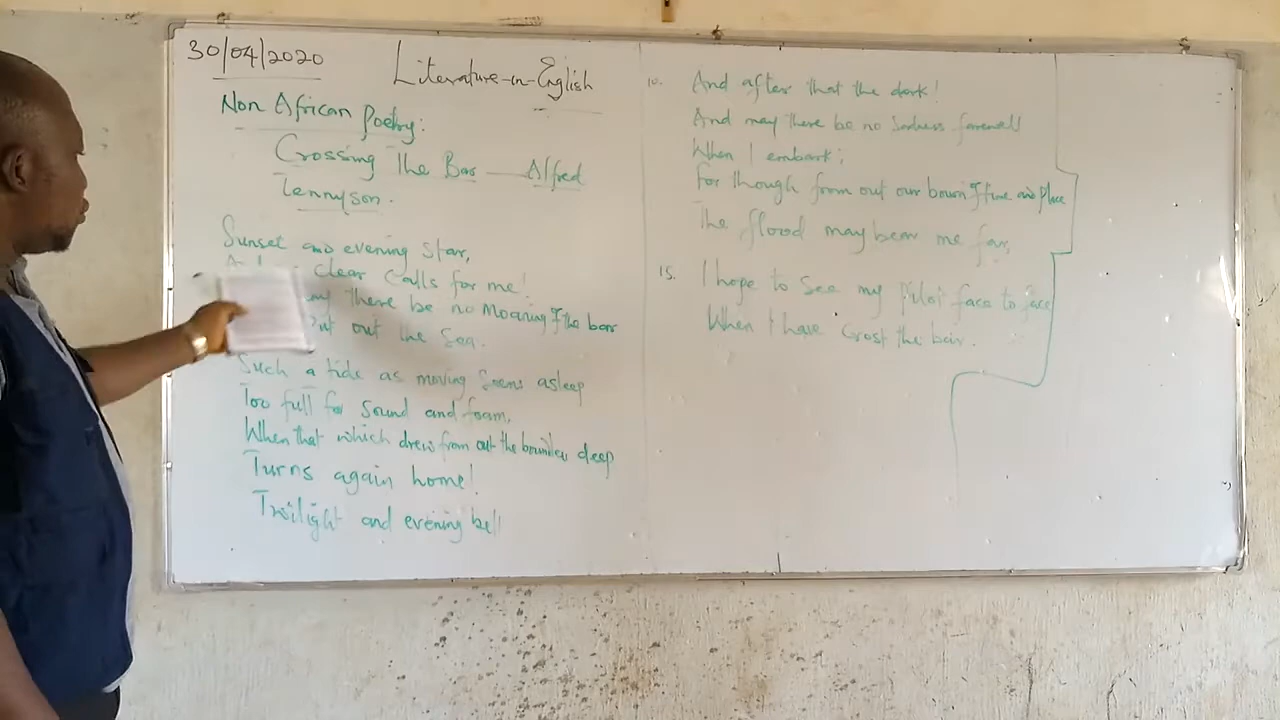 30/04/2020
Literature-in-English
Non African Poetry:
Crossing The Bar — Alfred
Tennyson.
Sunset and evening star,
clear calls for me!
there be no Moaning of the bar
out the Sea.
Such a tide as moving Seems asleep
Too full for Sound and foam,
When that which drew from out the boundless deep
Turns again home!
Twilight and evening bell
10. And after that the dark!
And may there be no Sadness farewell
When I embark;
For though from out our bourn of time and Place
The flood may bear me far,
15. I hope to See my Pilot face to face
When I have Crost the bar.